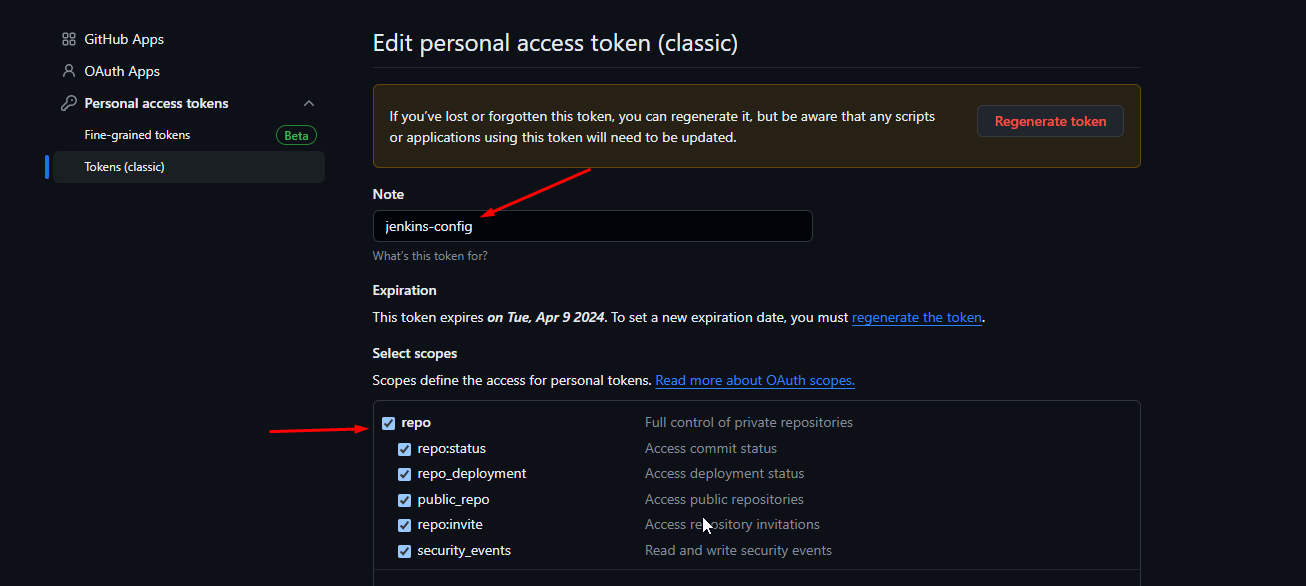 GitHub Apps
OAuth Apps
Personal access tokens
Fine-grained tokens
Beta
Tokens (classic)
Edit personal access token (classic)
If you've lost or forgotten this token, you can regenerate it, but be aware that any scripts
or applications using this token will need to be updated.
Regenerate token
Note
jenkins-config
What's this token for?
Expiration
This token expires on Tue, Apr 9 2024. To set a new expiration date, you must regenerate the token.
Select scopes
Scopes define the access for personal tokens. Read more about OAuth scopes.
repo Full control of private repositories
repo:status Access commit status
repo_deployment Access deployment status
public_repo Access public repositories
repo:invite Access repository invitations
security_events Read and write security events